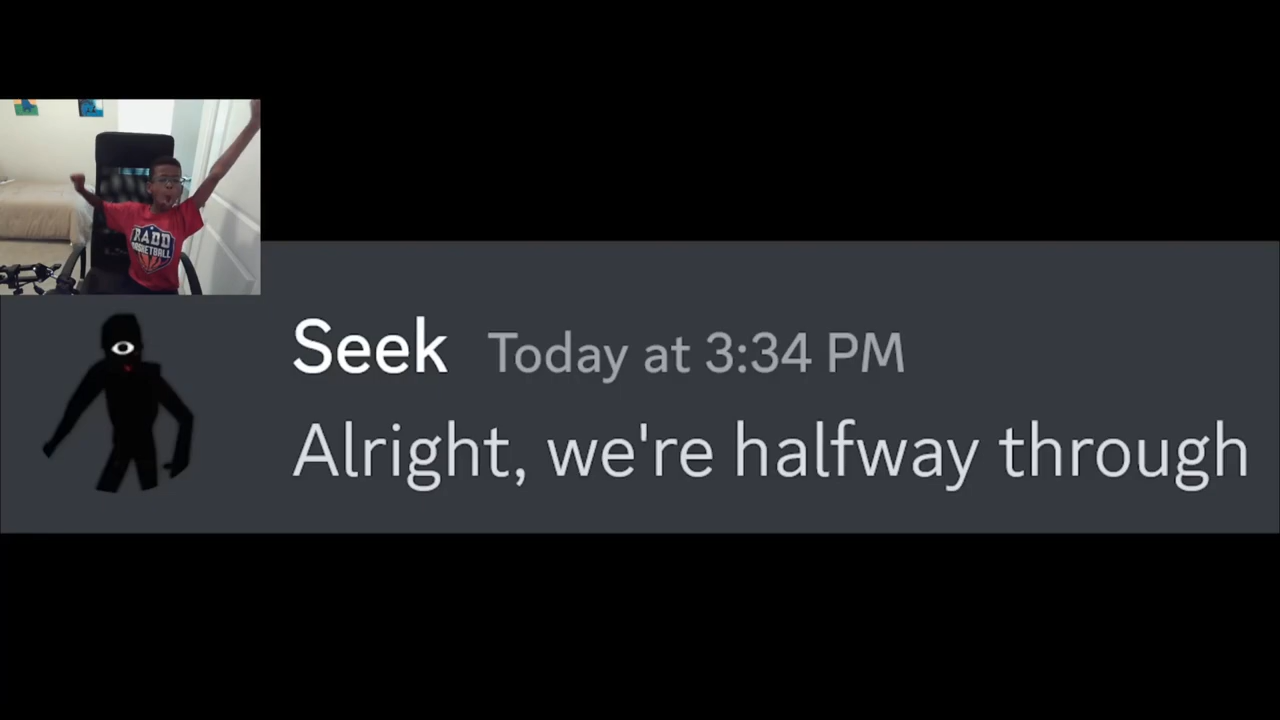 RADD
BASKETBALL
Seek Today at 3:34 PM
Alright, we're halfway through